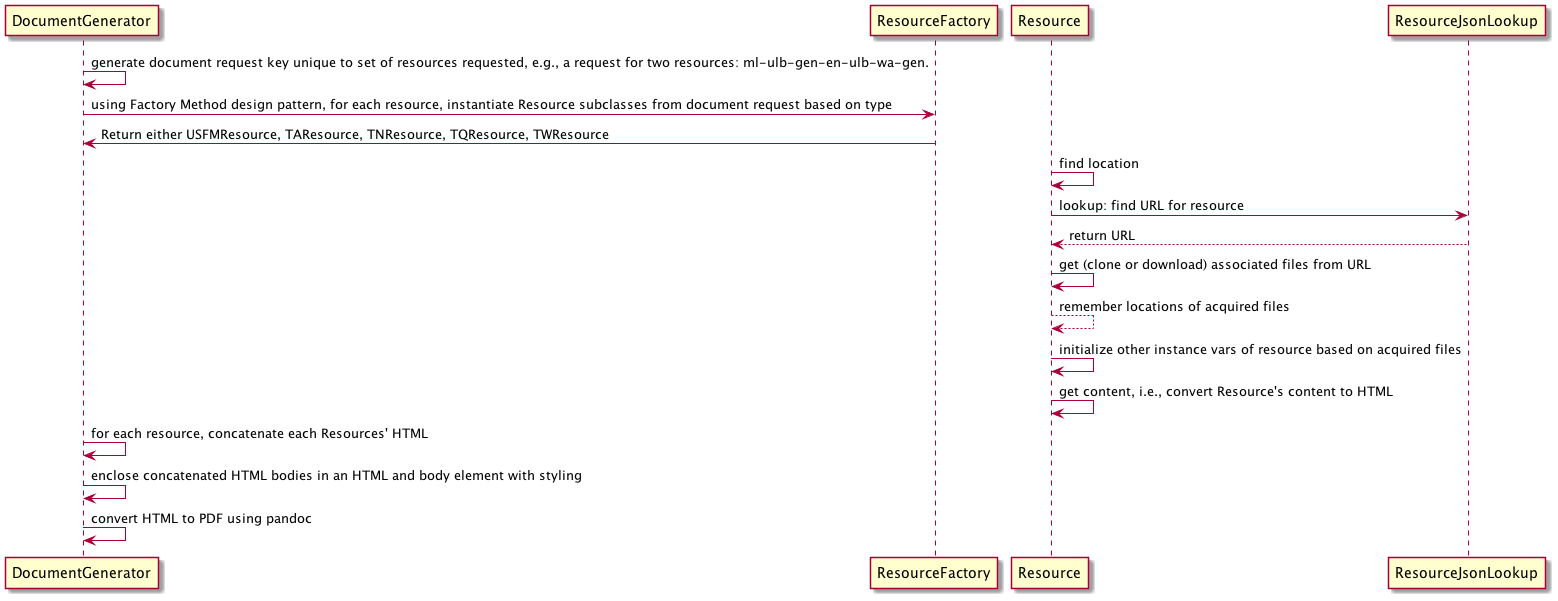 DocumentGenerator
ResourceFactory
Resource
ResourceJsonLookup
generate document request key unique to set of resources requested, e.g., a request for two resources: ml-ulb-gen-en-ulb-wa-gen.
using Factory Method design pattern, for each resource, instantiate Resource subclasses from document request based on type
Return either USFMResource, TAResource, TNResource, TQResource, TWResource
find location
lookup: find URL for resource
return URL
get (clone or download) associated files from URL
remember locations of acquired files
initialize other instance vars of resource based on acquired files
get content, i.e., convert Resource's content to HTML
for each resource, concatenate each Resources' HTML
enclose concatenated HTML bodies in an HTML and body element with styling
convert HTML to PDF using pandoc
DocumentGenerator
ResourceFactory
Resource
ResourceJsonLookup